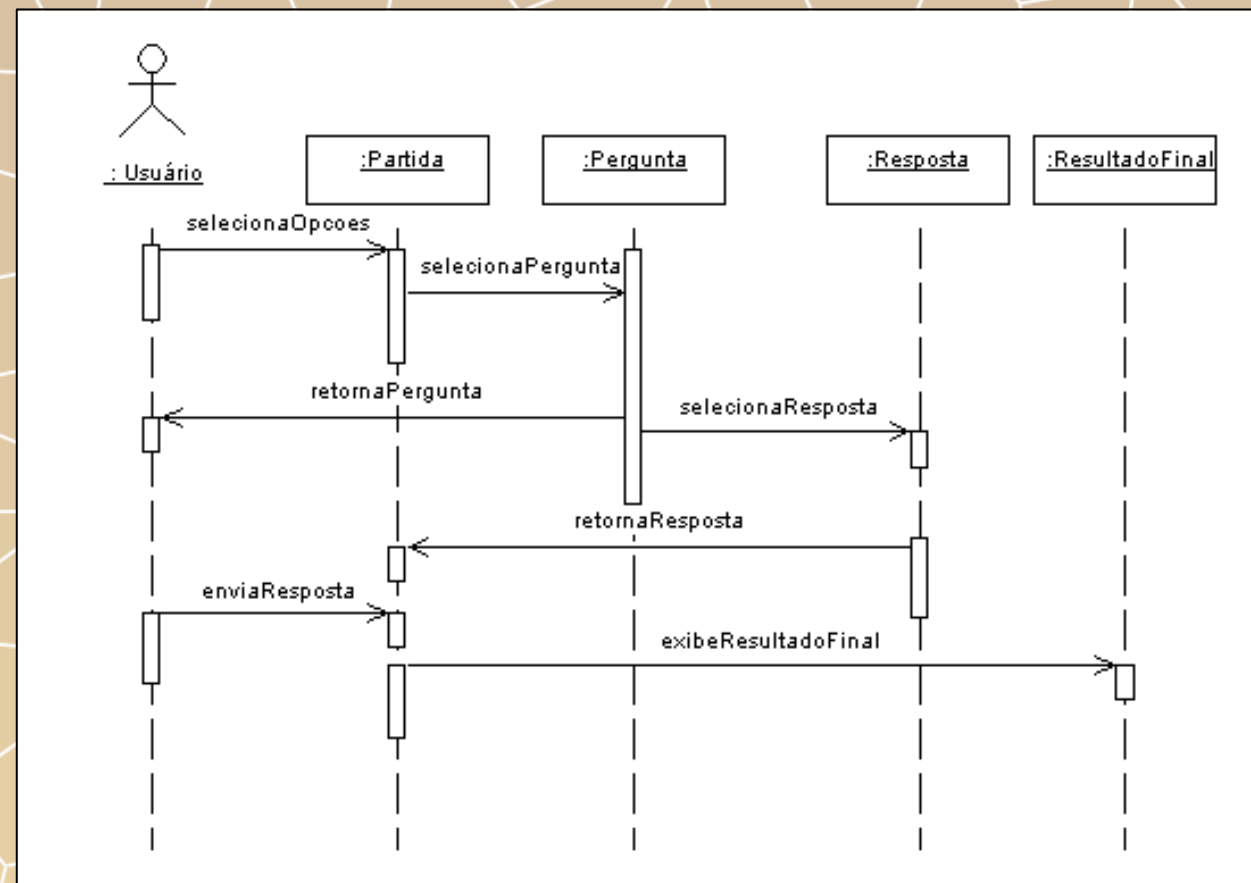 : Usuário
:Partida
:Pergunta
:Resposta
:ResultadoFinal
selecionaOpcoes
selecionaPergunta
retornaPergunta
selecionaResposta
retornaResposta
enviaResposta
exibeResultadoFinal